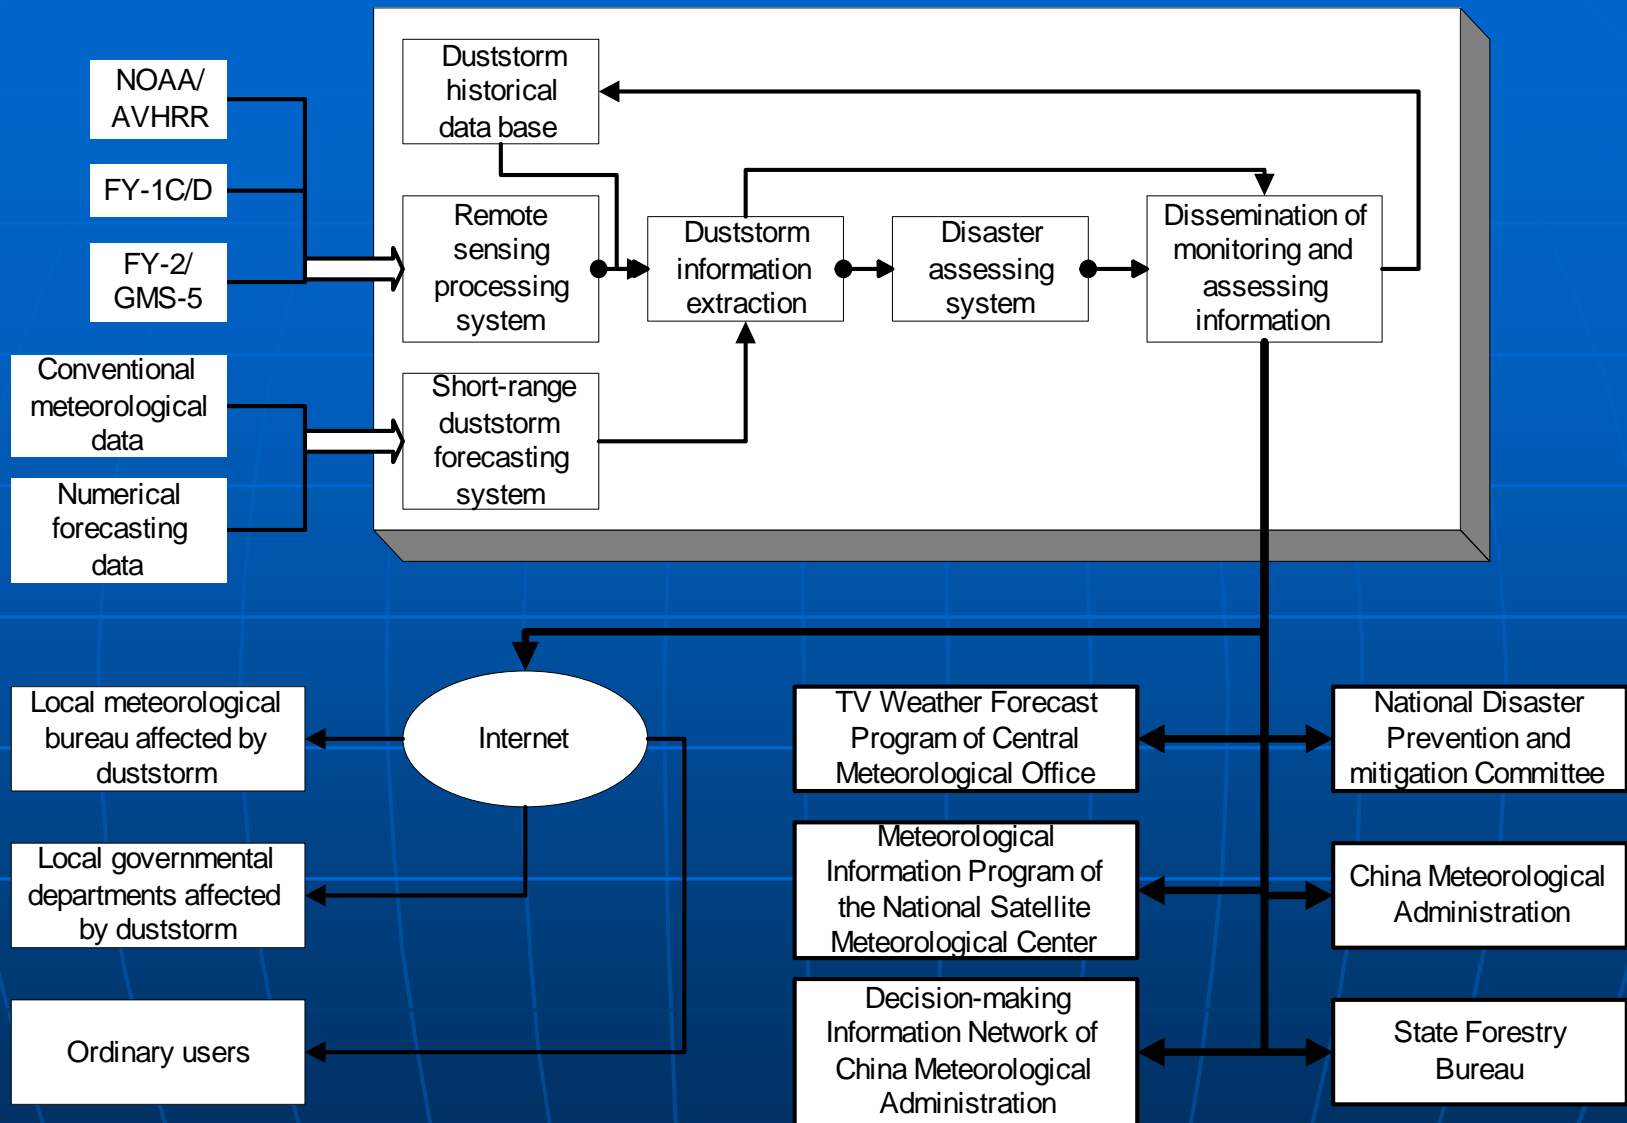 NOAA/
AVHRR
FY-1C/D
FY-2/
GMS-5
Conventional
meteorological
data
Numerical
forecasting
data
Duststorm
historical
data base
Remote
sensing
processing
system
Short-range
duststorm
forecasting
system
Duststorm
information
extraction
Disaster
assessing
system
Dissemination of
monitoring and
assessing
information
Internet
Local meteorological
bureau affected by
duststorm
Local governmental
departments affected
by duststorm
Ordinary users
TV Weather Forecast
Program of Central
Meteorological Office
Meteorological
Information Program of
the National Satellite
Meteorological Center
Decision-making
Information Network of
China Meteorological
Administration
National Disaster
Prevention and
mitigation Committee
China Meteorological
Administration
State Forestry
Bureau